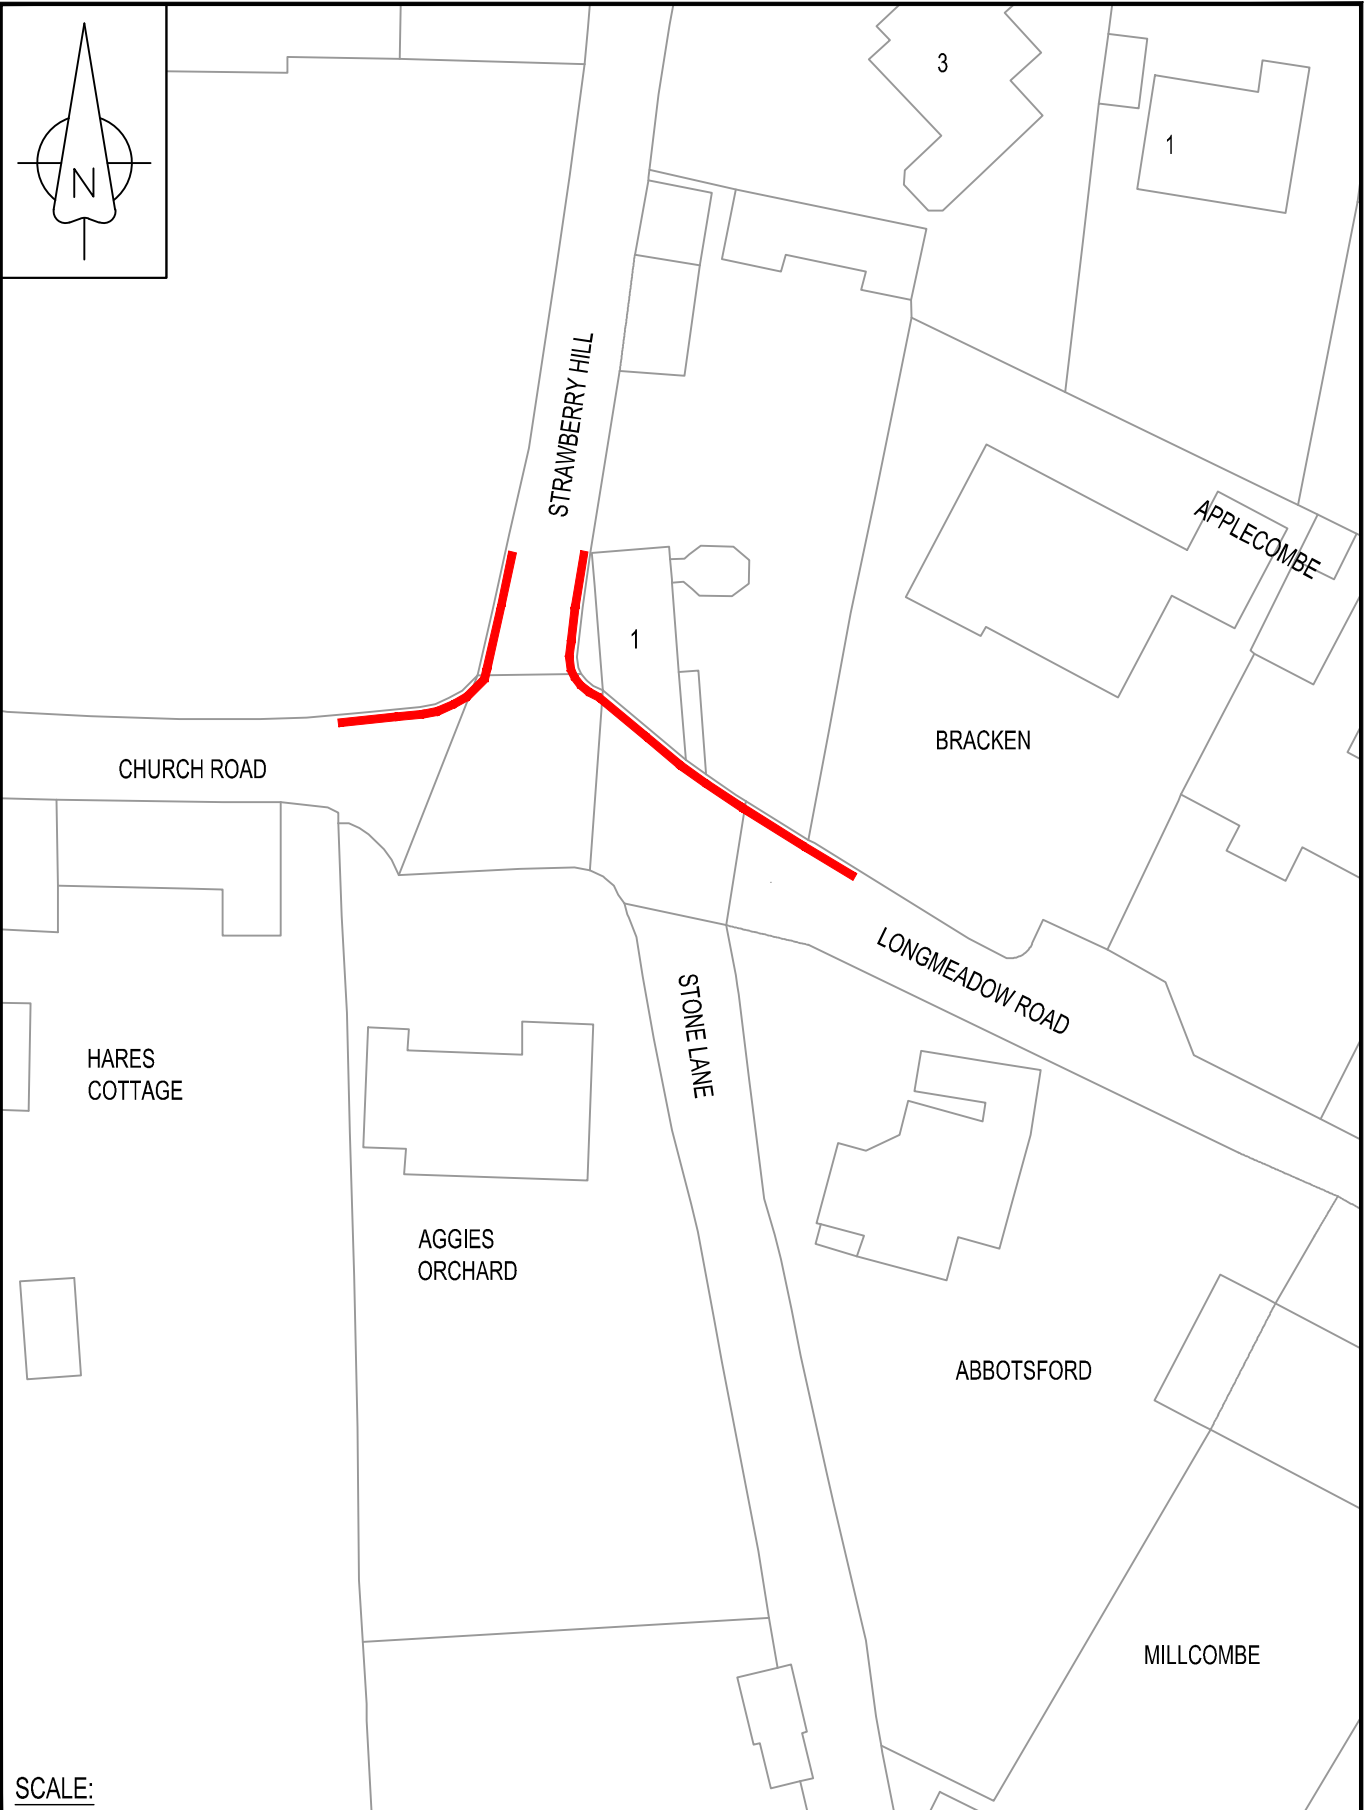 N
3
1
STRAWBERRY HILL
APPLECOMBE
1
BRACKEN
CHURCH ROAD
LONGMEADOW ROAD
STONE LANE
HARES
COTTAGE
AGGIES
ORCHARD
ABBOTSFORD
MILLCOMBE
SCALE: